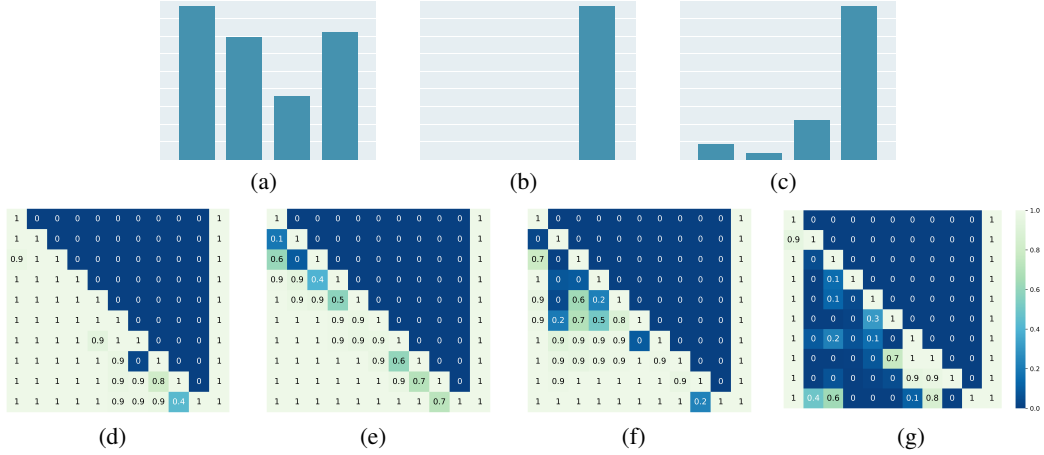 (a)
(b)
(c)
1 0 0 0 0 0 0 0 0 0 1
1 1 0 0 0 0 0 0 0 0 1
0.9 1 1 0 0 0 0 0 0 0 1
1 1 1 1 0 0 0 0 0 0 1
1 1 1 1 1 0 0 0 0 0 1
1 1 1 1 1 1 0 0 0 0 1
1 1 1 1 0.9 1 1 0 0 0 1
1 1 1 1 1 0.9 0 1 0 0 1
1 1 1 1 1 0.9 0.9 0.8 1 0 1
1 1 1 1 1 0.9 0.9 0.9 0.4 1 1
(d)
1 0 0 0 0 0 0 0 0 0 1
0.1 1 0 0 0 0 0 0 0 0 1
0.6 0 1 0 0 0 0 0 0 0 1
0.9 0.9 0.4 1 0 0 0 0 0 0 1
1 0.9 0.9 0.5 1 0 0 0 0 0 1
1 1 1 0.9 0.9 1 0 0 0 0 1
1 1 1 0.9 0.9 0.9 1 0 0 0 1
1 1 1 1 1 1 0.6 1 0 0 1
1 1 1 1 1 0.9 0.9 0.7 1 0 1
1 1 1 1 1 1 1 1 0.7 1 1
(e)
1 0 0 0 0 0 0 0 0 0 1
0 1 0 0 0 0 0 0 0 0 1
0.7 0 1 0 0 0 0 0 0 0 1
1 0 0 1 0 0 0 0 0 0 1
0.9 0 0.6 0.2 1 0 0 0 0 0 1
0.9 0.2 0.7 0.5 0.8 1 0 0 0 0 1
1 0.9 0.9 0.9 0.9 0 1 0 0 0 1
1 0.9 0.9 0.9 0.9 1 0.9 1 0 0 1
1 1 1 1 1 1 1 0.9 1 0 1
1 1 1 1 1 1 1 1 0.2 1 1
(f)
1 0 0 0 0 0 0 0 0 0 1
0.9 1 0 0 0 0 0 0 0 0 1
1 0 1 0 0 0 0 0 0 0 1
1 0 0.1 1 0 0 0 0 0 0 1
1 0 0.1 0 1 0 0 0 0 0 1
1 0 0 0 0.3 1 0 0 0 0 1
1 0 0.2 0 0.1 0 1 0 0 0 1
1 0 0 0 0 0.7 1 1 0 0 1
1 0 0 0 0 0 0.9 0.9 1 0 1
1 0.4 0.6 0 0 0 0.1 0.8 0 1 1
(g)
1.0
0.8
0.6
0.4
0.2
0.0